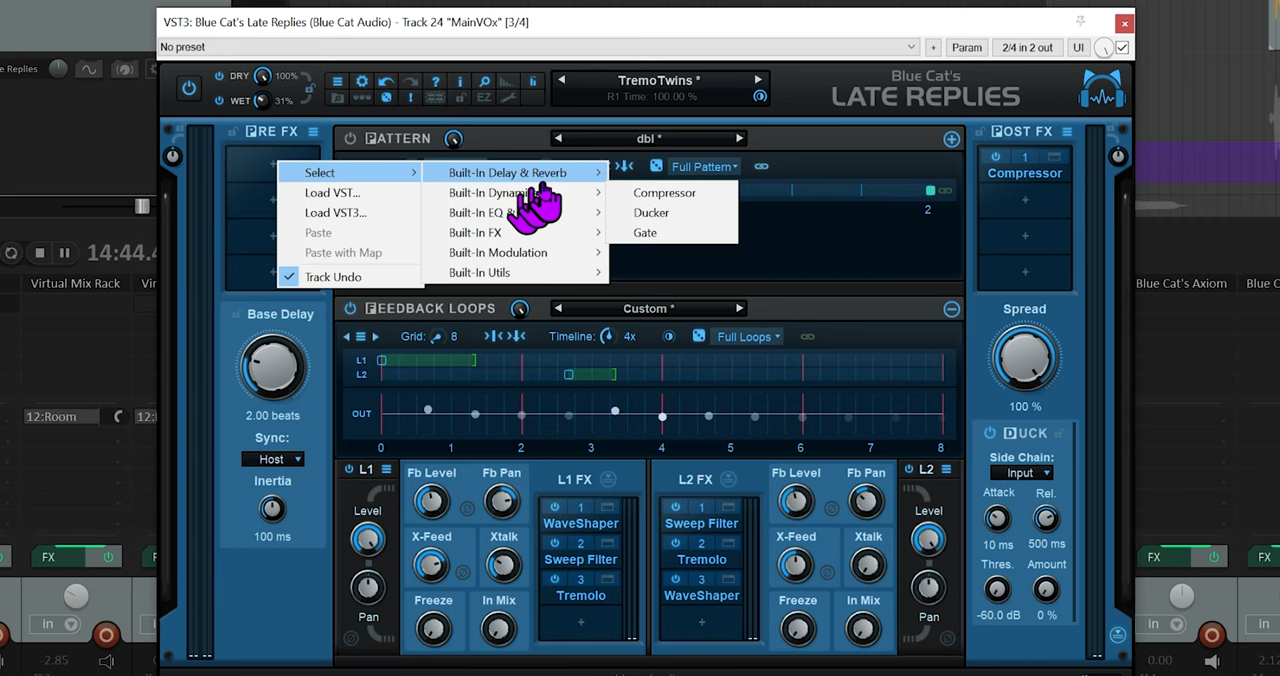 VST3: Blue Cat's Late Replies (Blue Cat Audio) - Track 24 "MainVOx" [3/4]
No preset
+
Param
2/4 in 2 out
UI
e Replies
DRY 100%
WET 31%
TremoTwins *
R1 Time: 100.00 %
EZ
Blue Cat's
LATE REPLIES
PRE FX
PATTERN
dbl *
POST FX
Full Pattern
1
Compressor
2
Select
Load VST...
Load VST3...
Paste
Paste with Map
Track Undo
Built-In Delay & Reverb
Built-In Dynami
Built-In EQ &
Built-In FX
Built-In Modulation
Built-In Utils
Compressor
Ducker
Gate
14:44.4
Virtual Mix Rack
Vir
Blue Cat's Axiom
Blue C
FEEDBACK LOOPS
Custom *
Base Delay
2.00 beats
Sync:
Host
Inertia
100 ms
Grid: 8
Timeline: 4x
Full Loops
L1
L2
OUT
0 1 2 3 4 5 6 7 8
Spread
100 %
12:Room
12:
L1
Level
Pan
Fb Level
Fb Pan
X-Feed
Xtalk
Freeze
In Mix
L1 FX
1
WaveShaper
2
Sweep Filter
3
Tremolo
+
L2 FX
1
Sweep Filter
2
Tremolo
3
WaveShaper
+
Fb Level
Fb Pan
X-Feed
Xtalk
Freeze
In Mix
L2
Level
Pan
DUCK
Side Chain:
Input
Attack
Rel.
10 ms
500 ms
Thres.
Amount
-60.0 dB
0 %
FX
FX
FX
in
in
in
-2.85
0.00
2.12